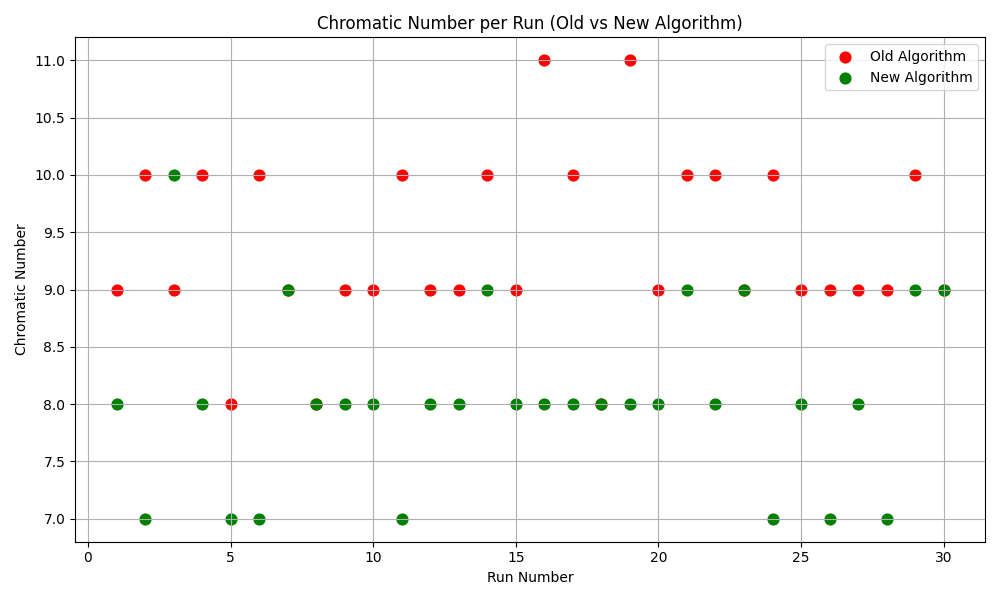 Chromatic Number per Run (Old vs New Algorithm)
Old Algorithm
New Algorithm
Chromatic Number
11.0
10.5
10.0
9.5
9.0
8.5
8.0
7.5
7.0
0 5 10 15 20 25 30
Run Number